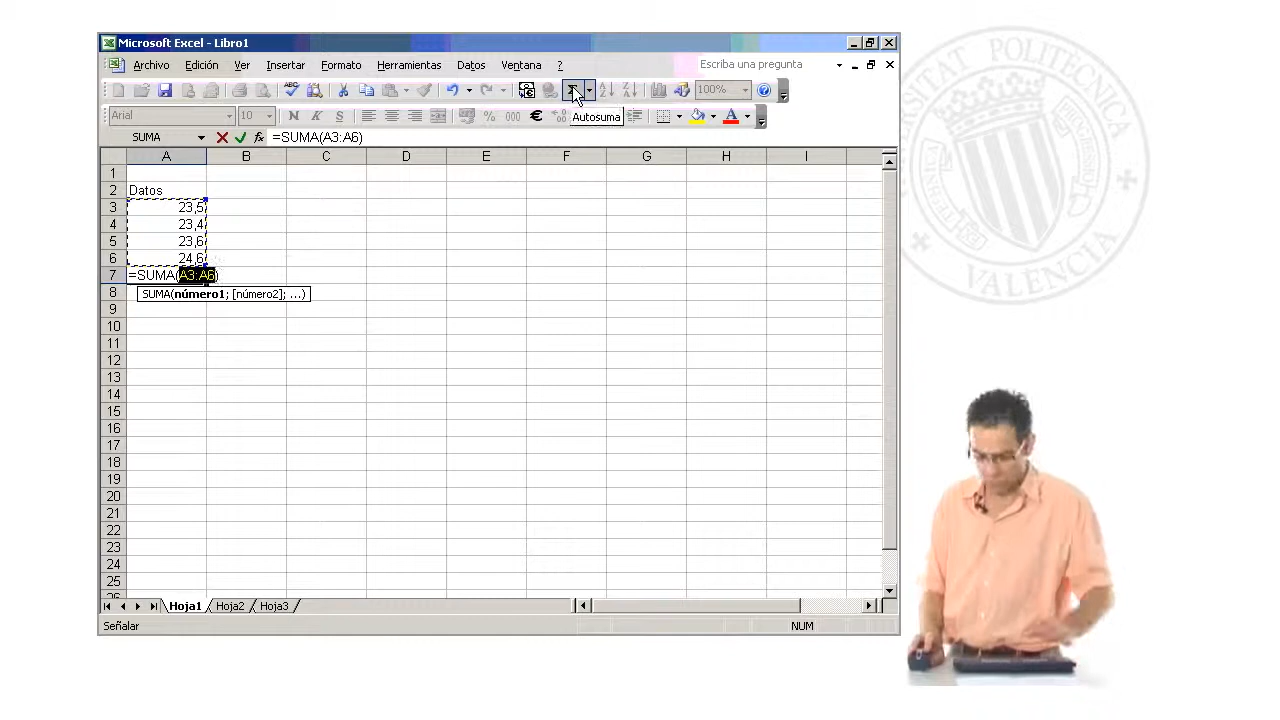 Microsoft Excel - Libro1
Archivo Edición Ver Insertar Formato Herramientas Datos Ventana ? Escriba una pregunta
Σ 100%
Arial 10 N K S % 000 € Autosuma A
SUMA fx =SUMA(A3:A6)
A B C D E F G H I
1
2 Datos
3 23,5
4 23,4
5 23,6
6 24,6
7 =SUMA(A3:A6)
8 SUMA(número1; [número2]; ...)
9
10
11
12
13
14
15
16
17
18
19
20
21
22
23
24
25
Hoja1 Hoja2 Hoja3
Señalar NUM
UNIVERSITAT POLITECNICA
VALENCIA